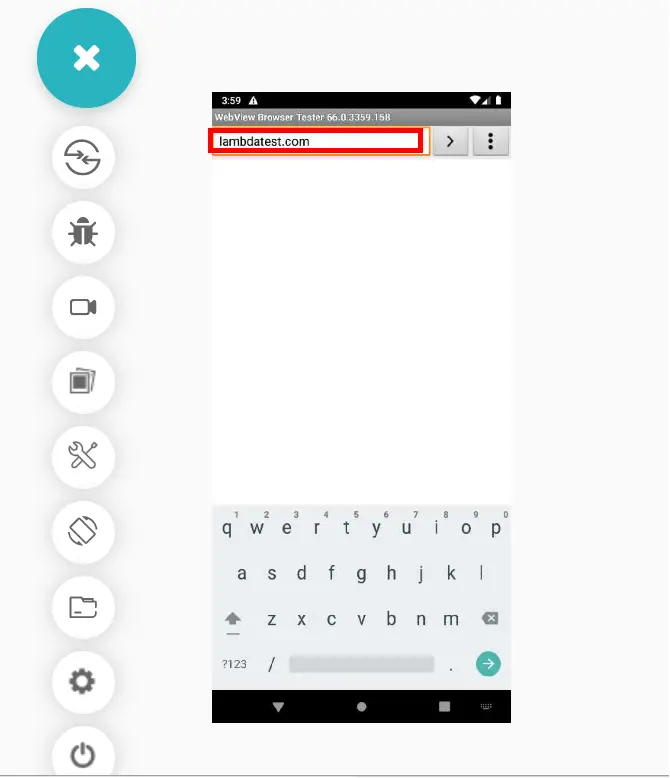 3:59
WebView Browser Tester 66.0.3359.158
lambdatest.com
1 2 3 4 5 6 7 8 9 0
q w e r t y u i o p
a s d f g h j k l
z x c v b n m
?123 / .